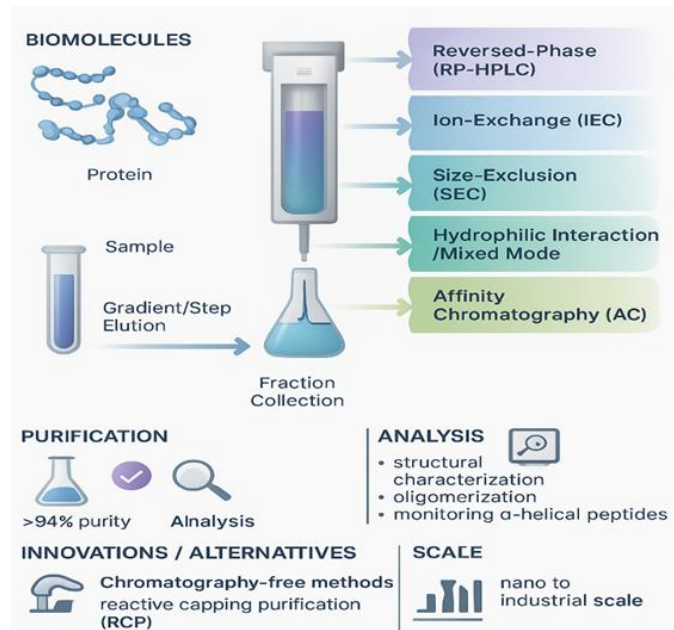 BIOMOLECULES
Protein
Sample
Gradient/Step
Elution
Fraction
Collection
Reversed-Phase
(RP-HPLC)
Ion-Exchange (IEC)
Size-Exclusion
(SEC)
Hydrophilic Interaction
/Mixed Mode
Affinity
Chromatography (AC)
PURIFICATION
>94% purity
Alnalysis
ANALYSIS
• structural
characterization
• oligomerization
• monitoring α-helical peptides
INNOVATIONS / ALTERNATTIVES
Chromatography-free methods
reactive capping purification
(RCP)
SCALE
nano to
industrial scale